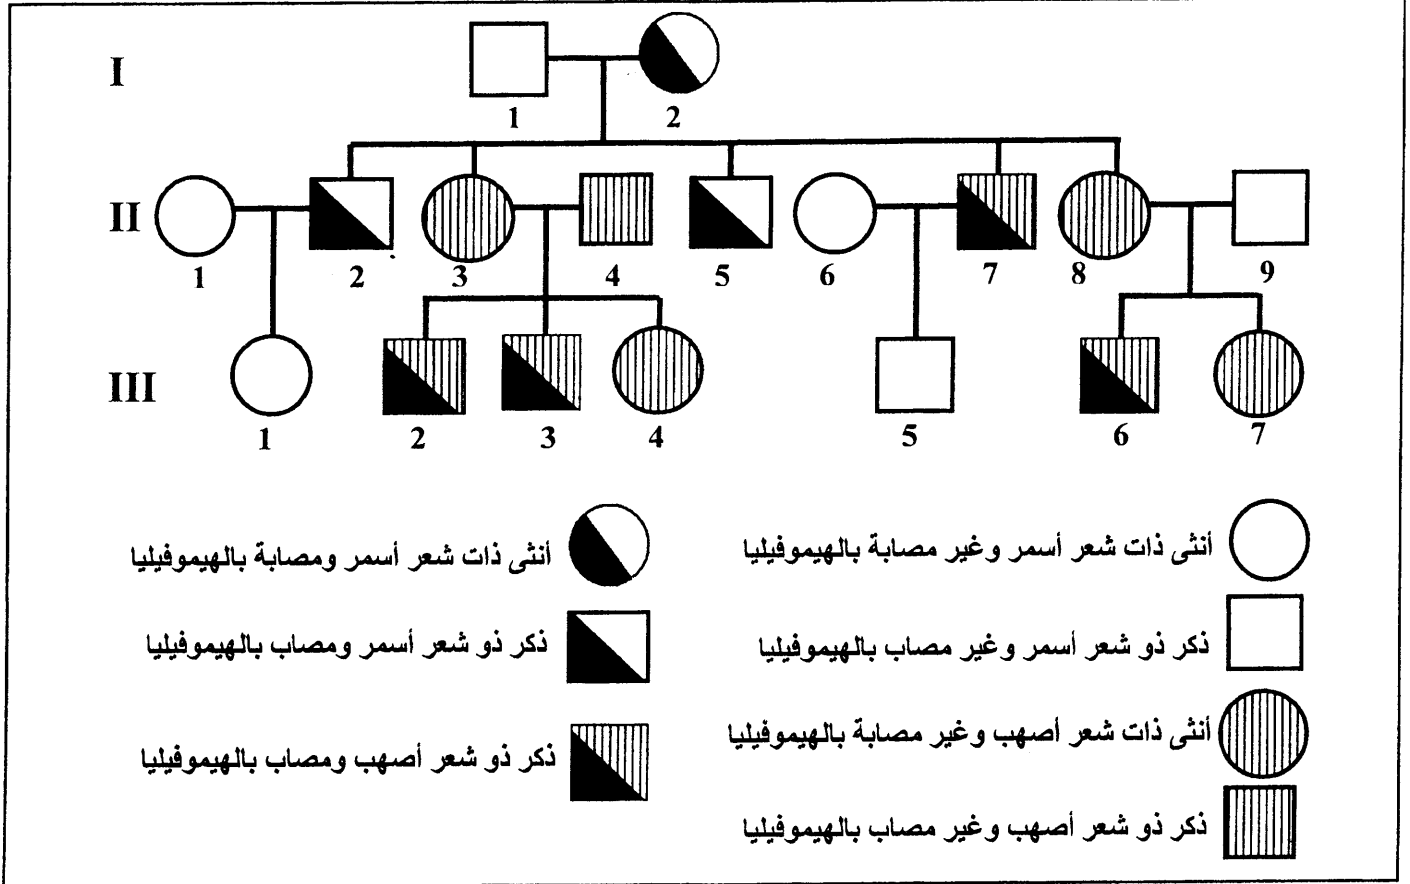 I
1 2
II
1 2 3 4 5 6 7 8 9
III
1 2 3 4 5 6 7
أنثى ذات شعر أسمر وغير مصابة بالهيموفيليا
أنثى ذات شعر أسمر ومصابة بالهيموفيليا
ذكر ذو شعر أسمر وغير مصاب بالهيموفيليا
ذكر ذو شعر أسمر ومصاب بالهيموفيليا
أنثى ذات شعر أصهب وغير مصابة بالهيموفيليا
ذكر ذو شعر أصهب ومصاب بالهيموفيليا
ذكر ذو شعر أصهب وغير مصاب بالهيموفيليا